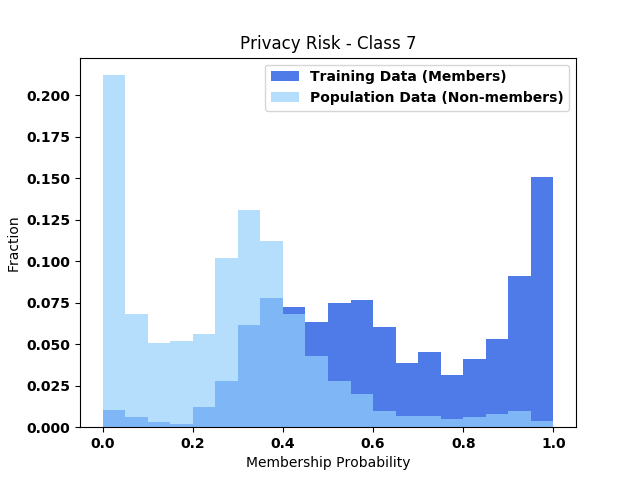 Privacy Risk - Class 7
Training Data (Members)
Population Data (Non-members)
0.200
0.175
0.150
0.125
0.100
0.075
0.050
0.025
0.000
Fraction
0.0 0.2 0.4 0.6 0.8 1.0
Membership Probability